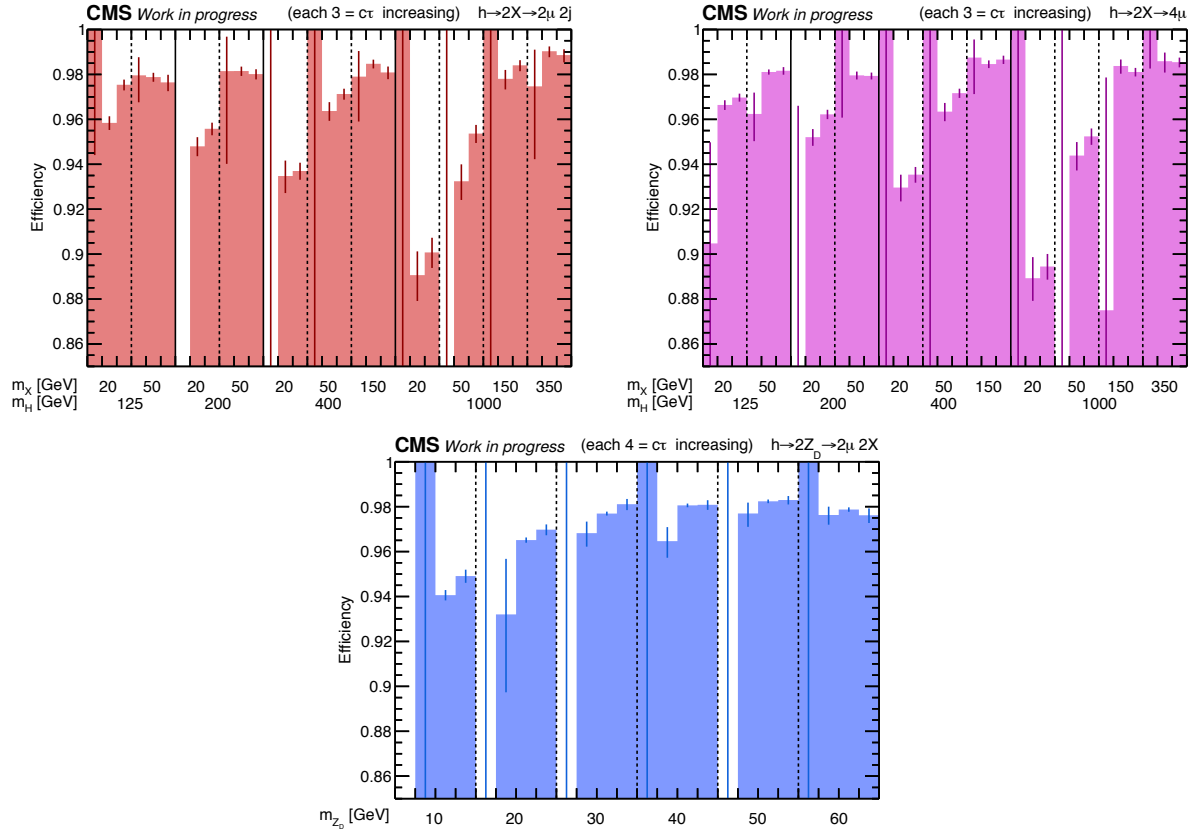 CMS Work in progress (each 3 = cτ increasing) h→2X→2μ 2j
1
0.98
0.96
0.94
0.92
0.9
0.88
0.86
Efficiency
m_X [GeV] 20 50 20 50 20 50 150 20 50 150 350
m_H [GeV] 125 200 400 1000
CMS Work in progress (each 3 = cτ increasing) h→2X→4μ
1
0.98
0.96
0.94
0.92
0.9
0.88
0.86
Efficiency
m_X [GeV] 20 50 20 50 20 50 150 20 50 150 350
m_H [GeV] 125 200 400 1000
CMS Work in progress (each 4 = cτ increasing) h→2Z_D→2μ 2X
1
0.98
0.96
0.94
0.92
0.9
0.88
0.86
Efficiency
m_Z_D [GeV] 10 20 30 40 50 60